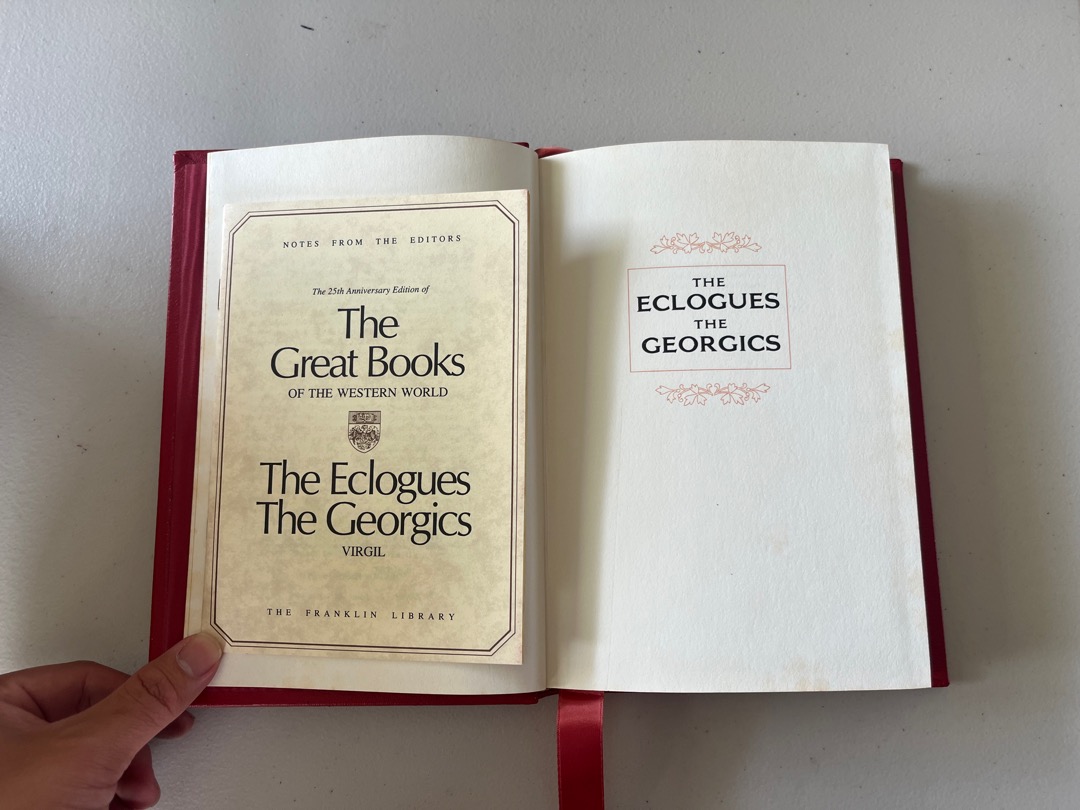 NOTES FROM THE EDITORS
The 25th Anniversary Edition of
The
Great Books
OF THE WESTERN WORLD
The Eclogues
The Georgics
VIRGIL
THE FRANKLIN LIBRARY
THE
ECLOGUES
THE
GEORGICS